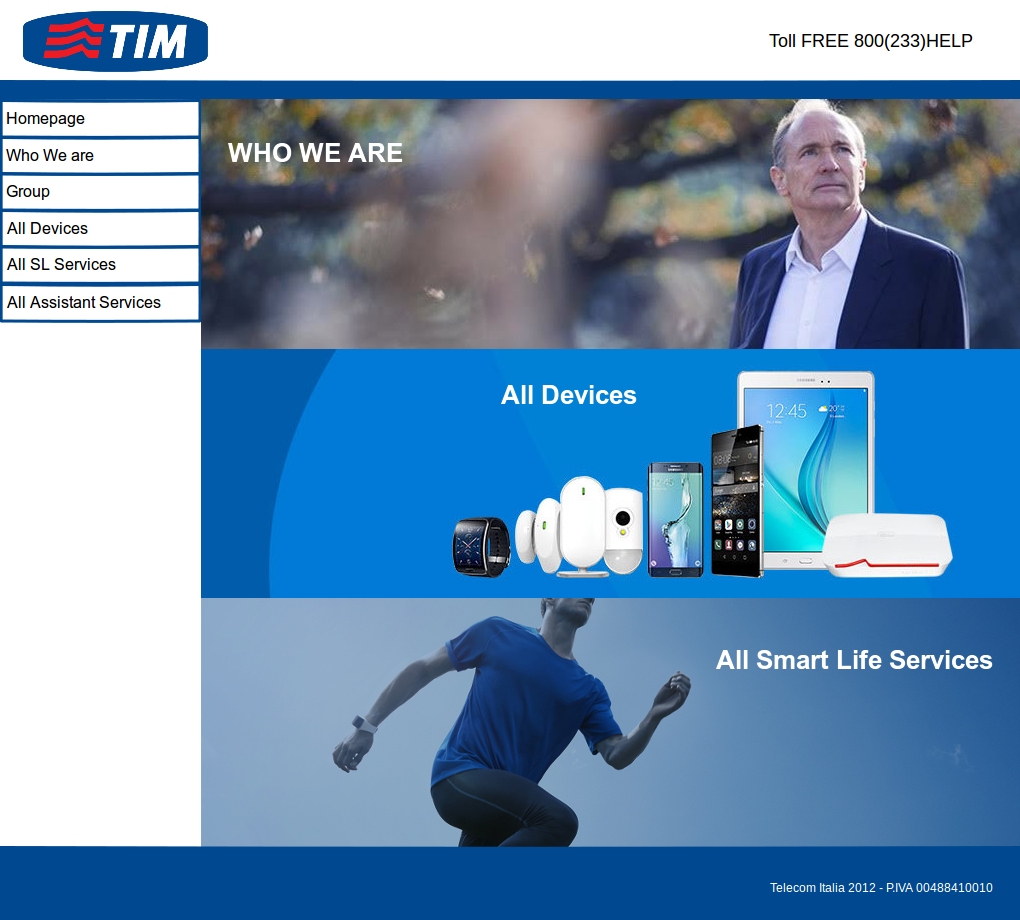 TIM
Toll FREE 800(233)HELP
Homepage
Who We are
Group
All Devices
All SL Services
All Assistant Services
WHO WE ARE
All Devices
12:45
20°
All Smart Life Services
Telecom Italia 2012 - P.IVA 00488410010